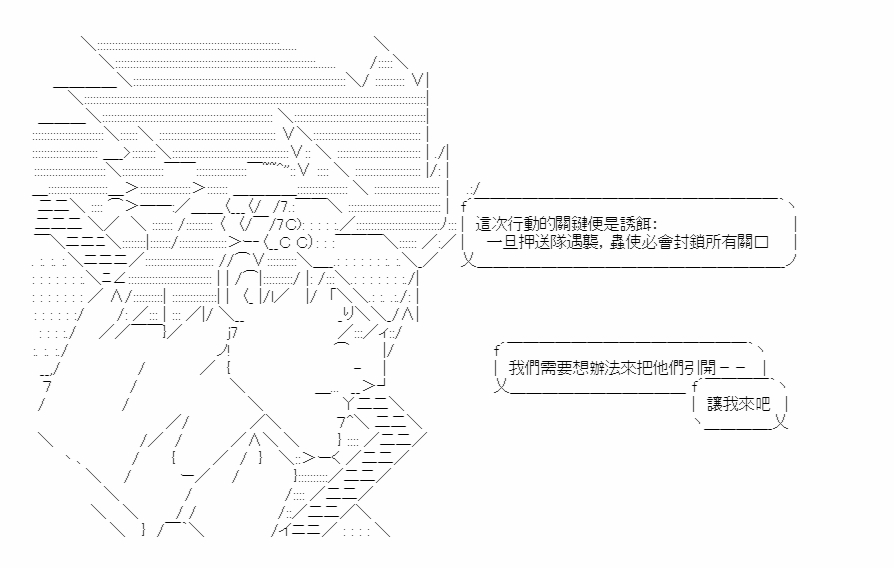 這次行動的關鍵便是誘餌：
一旦押送隊遇襲，蟲使必會封鎖所有關口
我們需要想辦法來把他們引開－－
讓我來吧